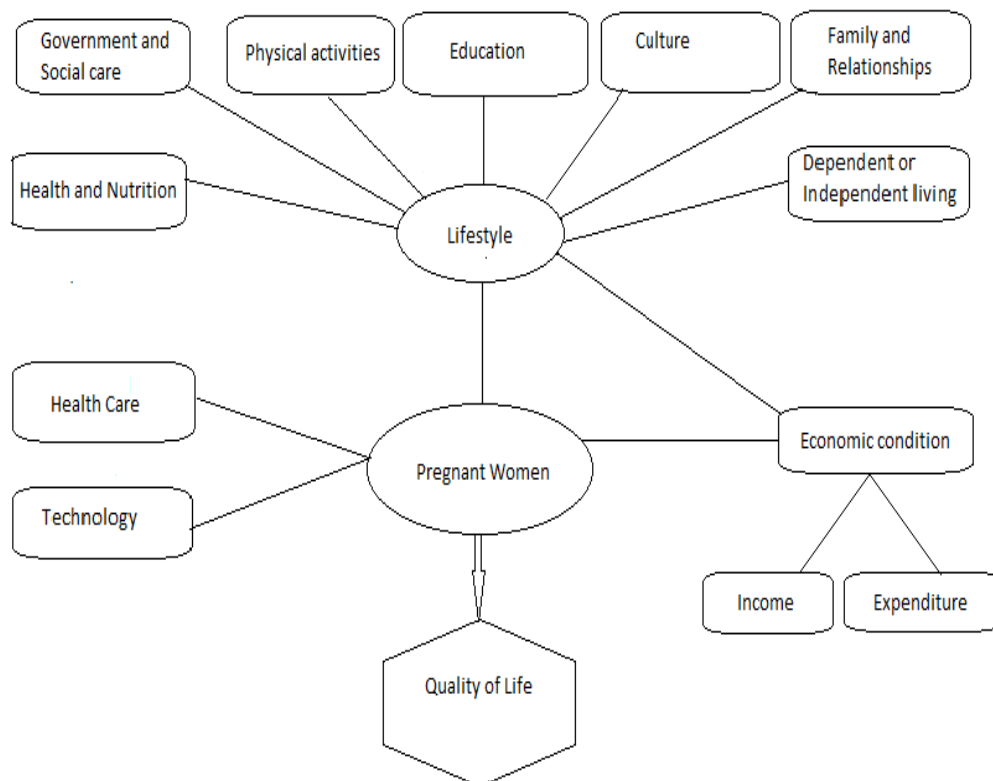 Government and
Social care
Physical activities
Education
Culture
Family and
Relationships
Health and Nutrition
Dependent or
Independent living
Lifestyle
Health Care
Economic condition
Pregnant Women
Technology
Income
Expenditure
Quality of Life